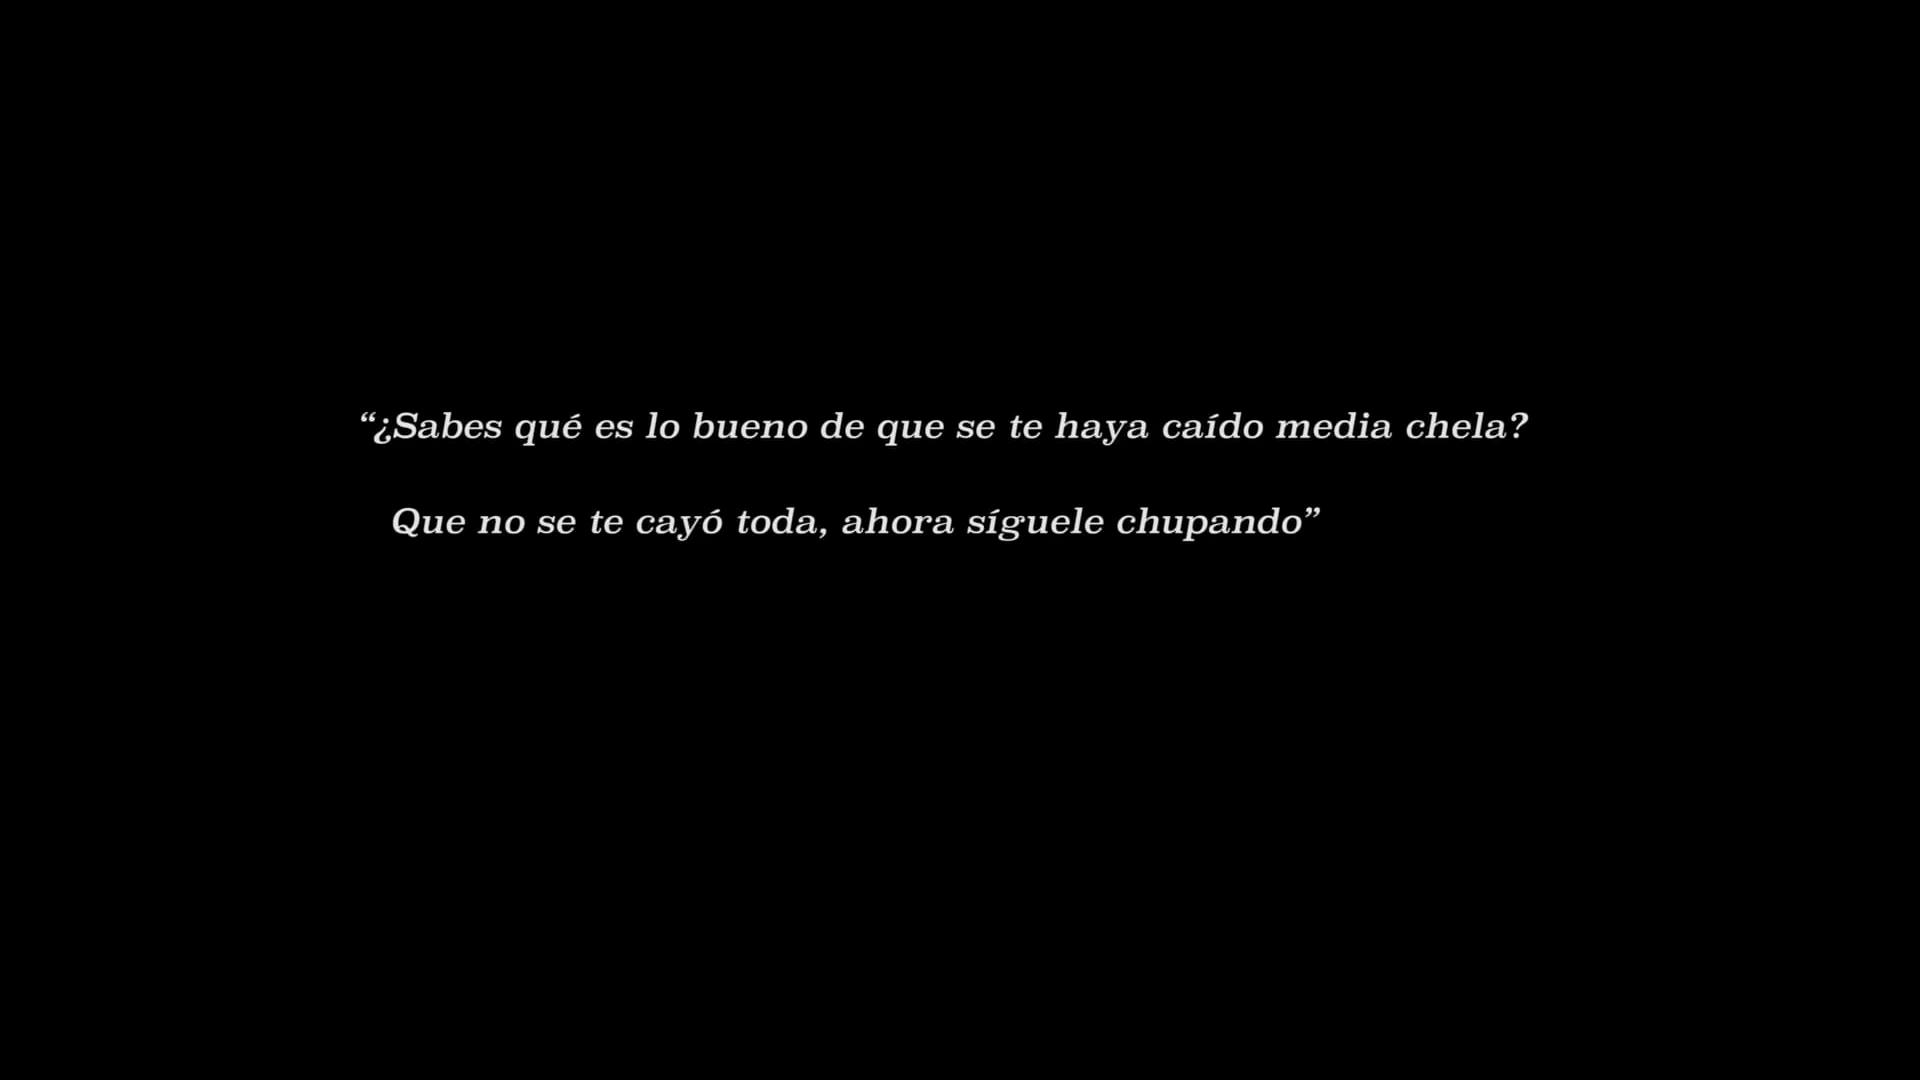 “¿Sabes qué es lo bueno de que se te haya caído media chela?
Que no se te cayó toda, ahora síguele chupando”